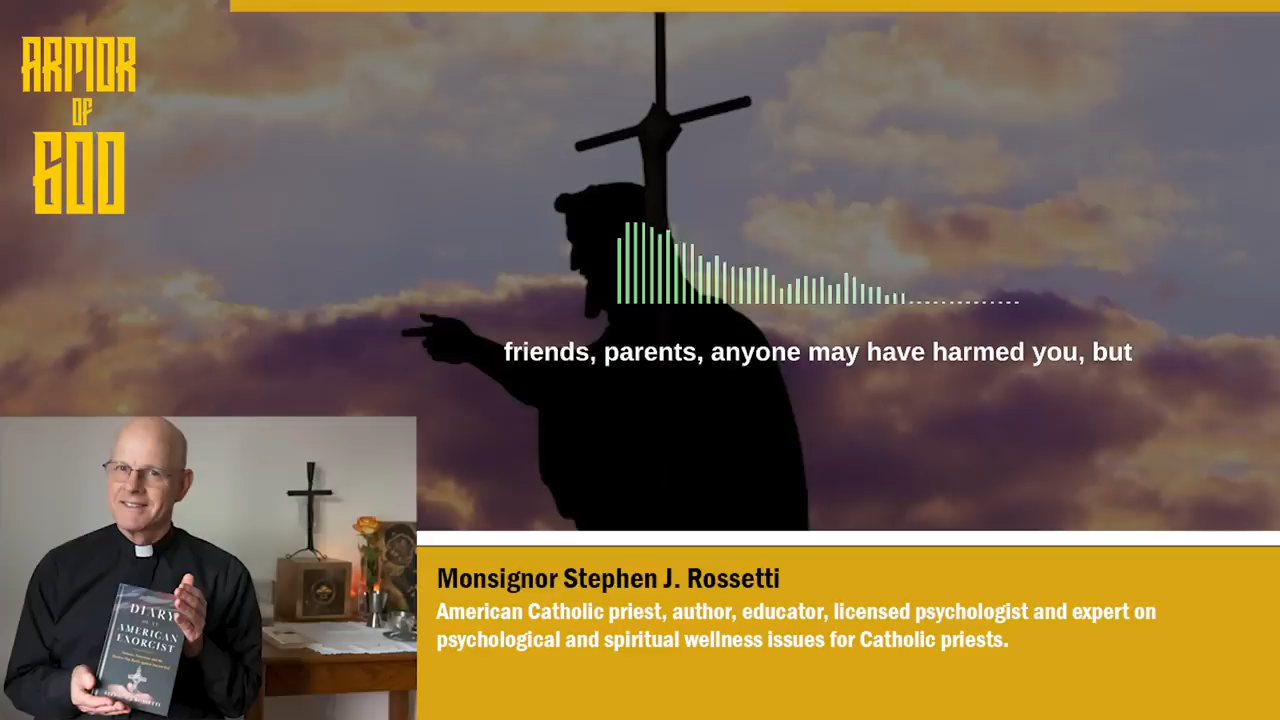 ARMOR
OF
GOD
friends, parents, anyone may have harmed you, but
Monsignor Stephen J. Rossetti
American Catholic priest, author, educator, licensed psychologist and expert on
psychological and spiritual wellness issues for Catholic priests.
DIARY
AMERICAN
EXORCIST